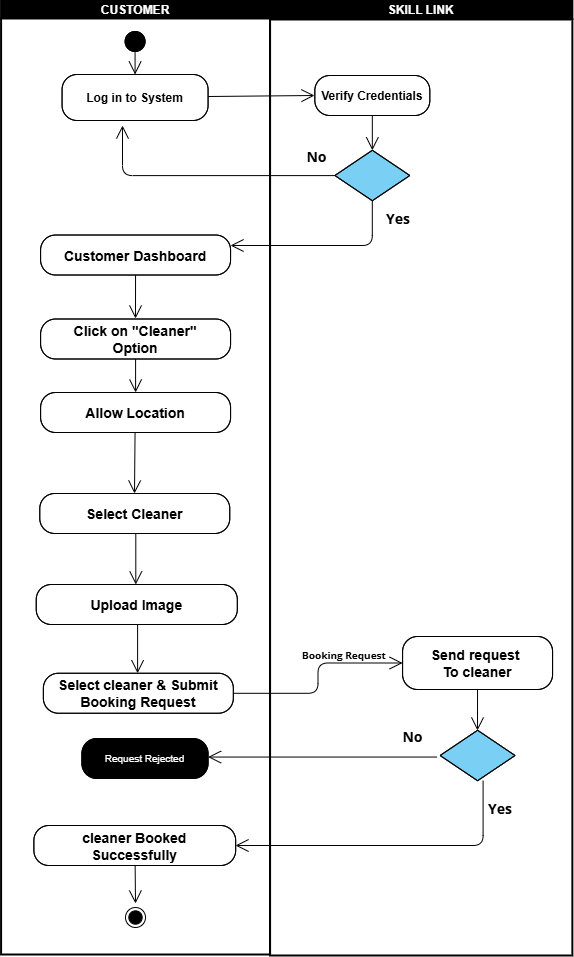 CUSTOMER
SKILL LINK
Log in to System
Verify Credentials
No
Yes
Customer Dashboard
Click on "Cleaner"
Option
Allow Location
Select Cleaner
Upload Image
Select cleaner & Submit
Booking Request
Booking Request
Send request
To cleaner
No
Request Rejected
Yes
cleaner Booked
Successfully